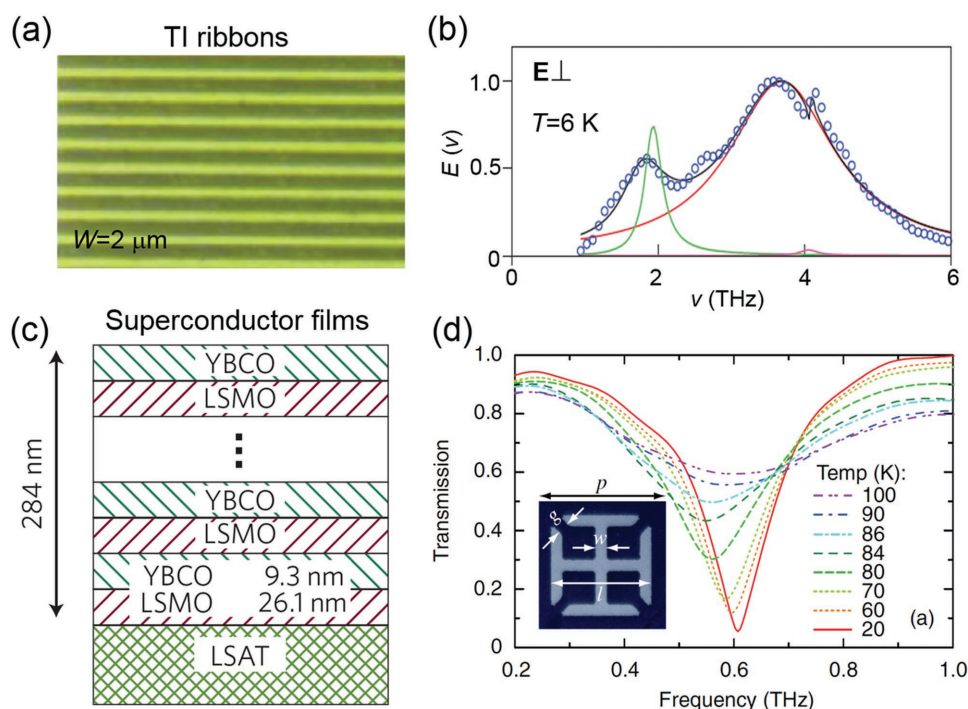 (a)
TI ribbons
W=2 μm
(b)
E⊥
T=6 K
E (ν)
1.0
0.5
0
0 2 4 6
ν (THz)
(c)
Superconductor films
284 nm
YBCO
LSMO
YBCO
LSMO
YBCO 9.3 nm
LSMO 26.1 nm
LSAT
(d)
Transmission
1.0
0.8
0.6
0.4
0.2
0
p
g
w
l
Temp (K):
100
90
86
84
80
70
60
20
(a)
0.2 0.4 0.6 0.8 1.0
Frequency (THz)